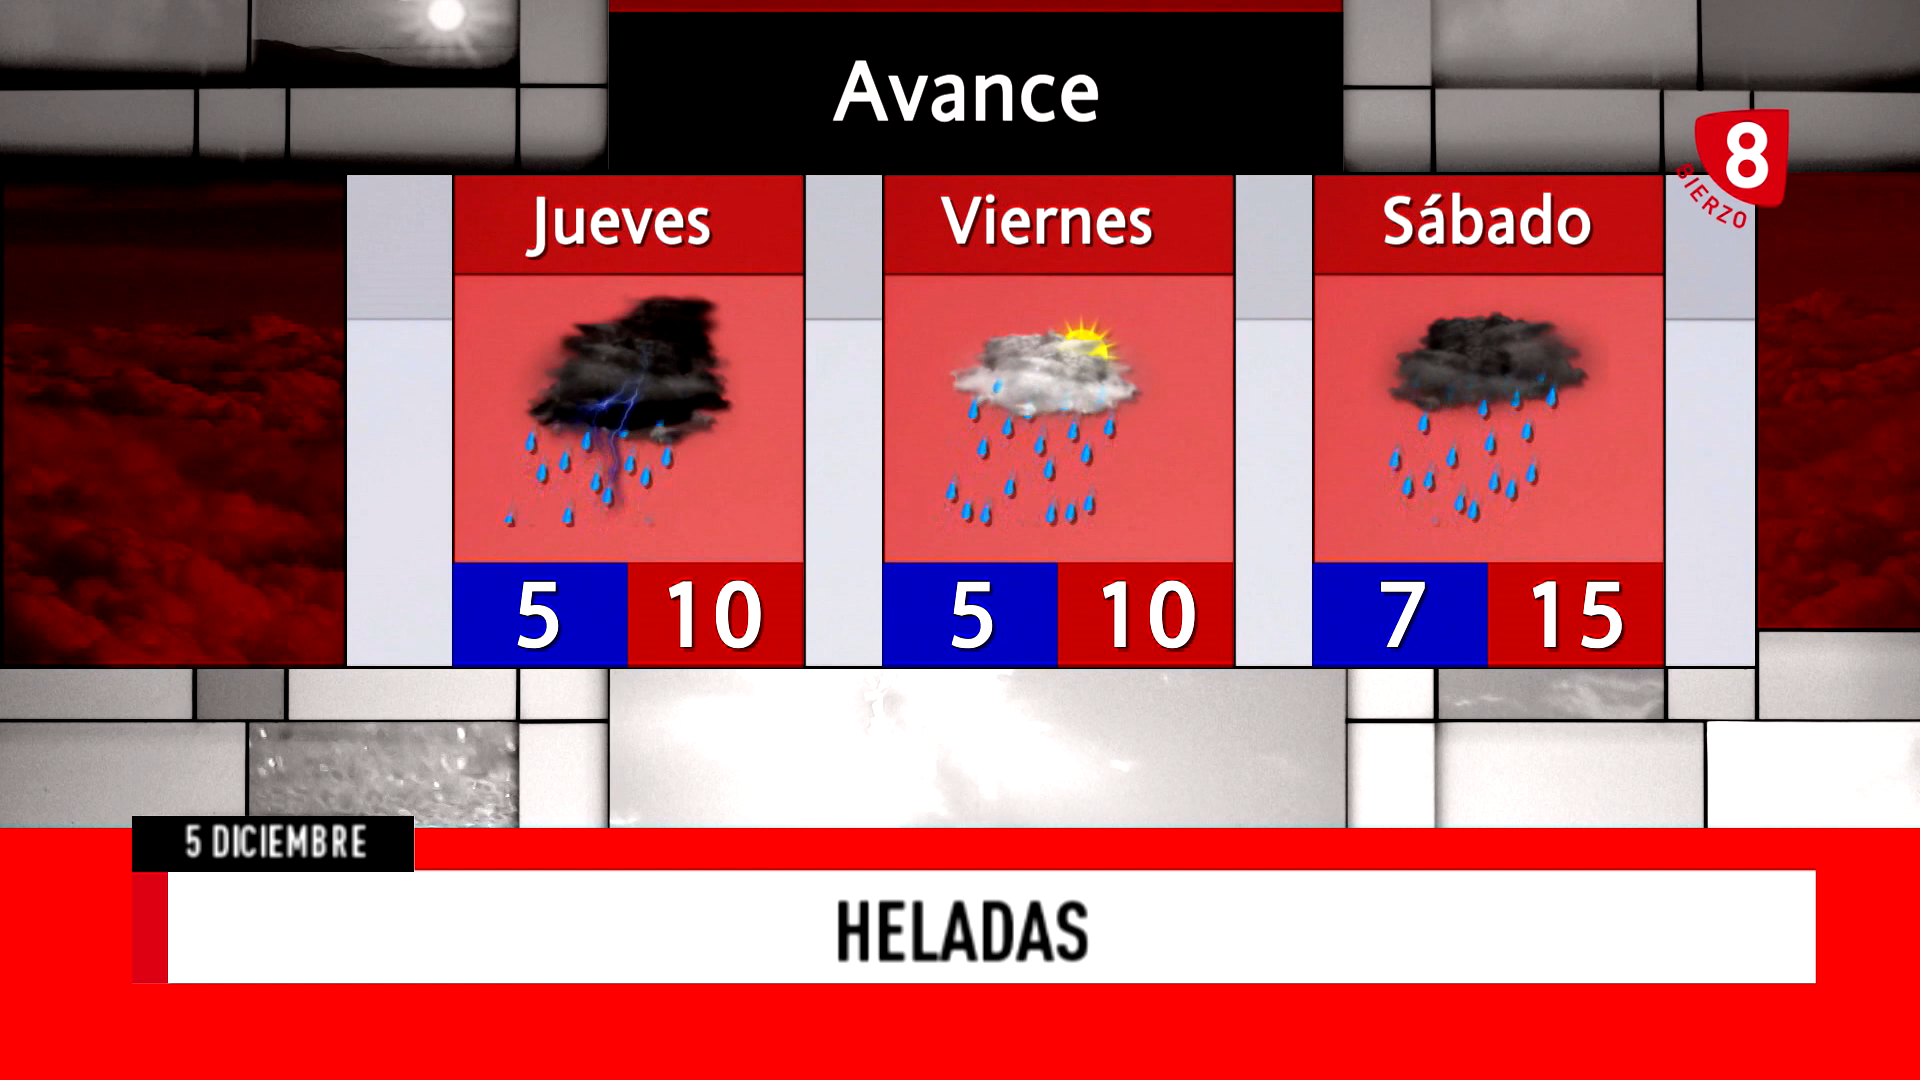 Avance
8
BIERZO
Jueves
Viernes
Sábado
5
10
5
10
7
15
5 DICIEMBRE
HELADAS